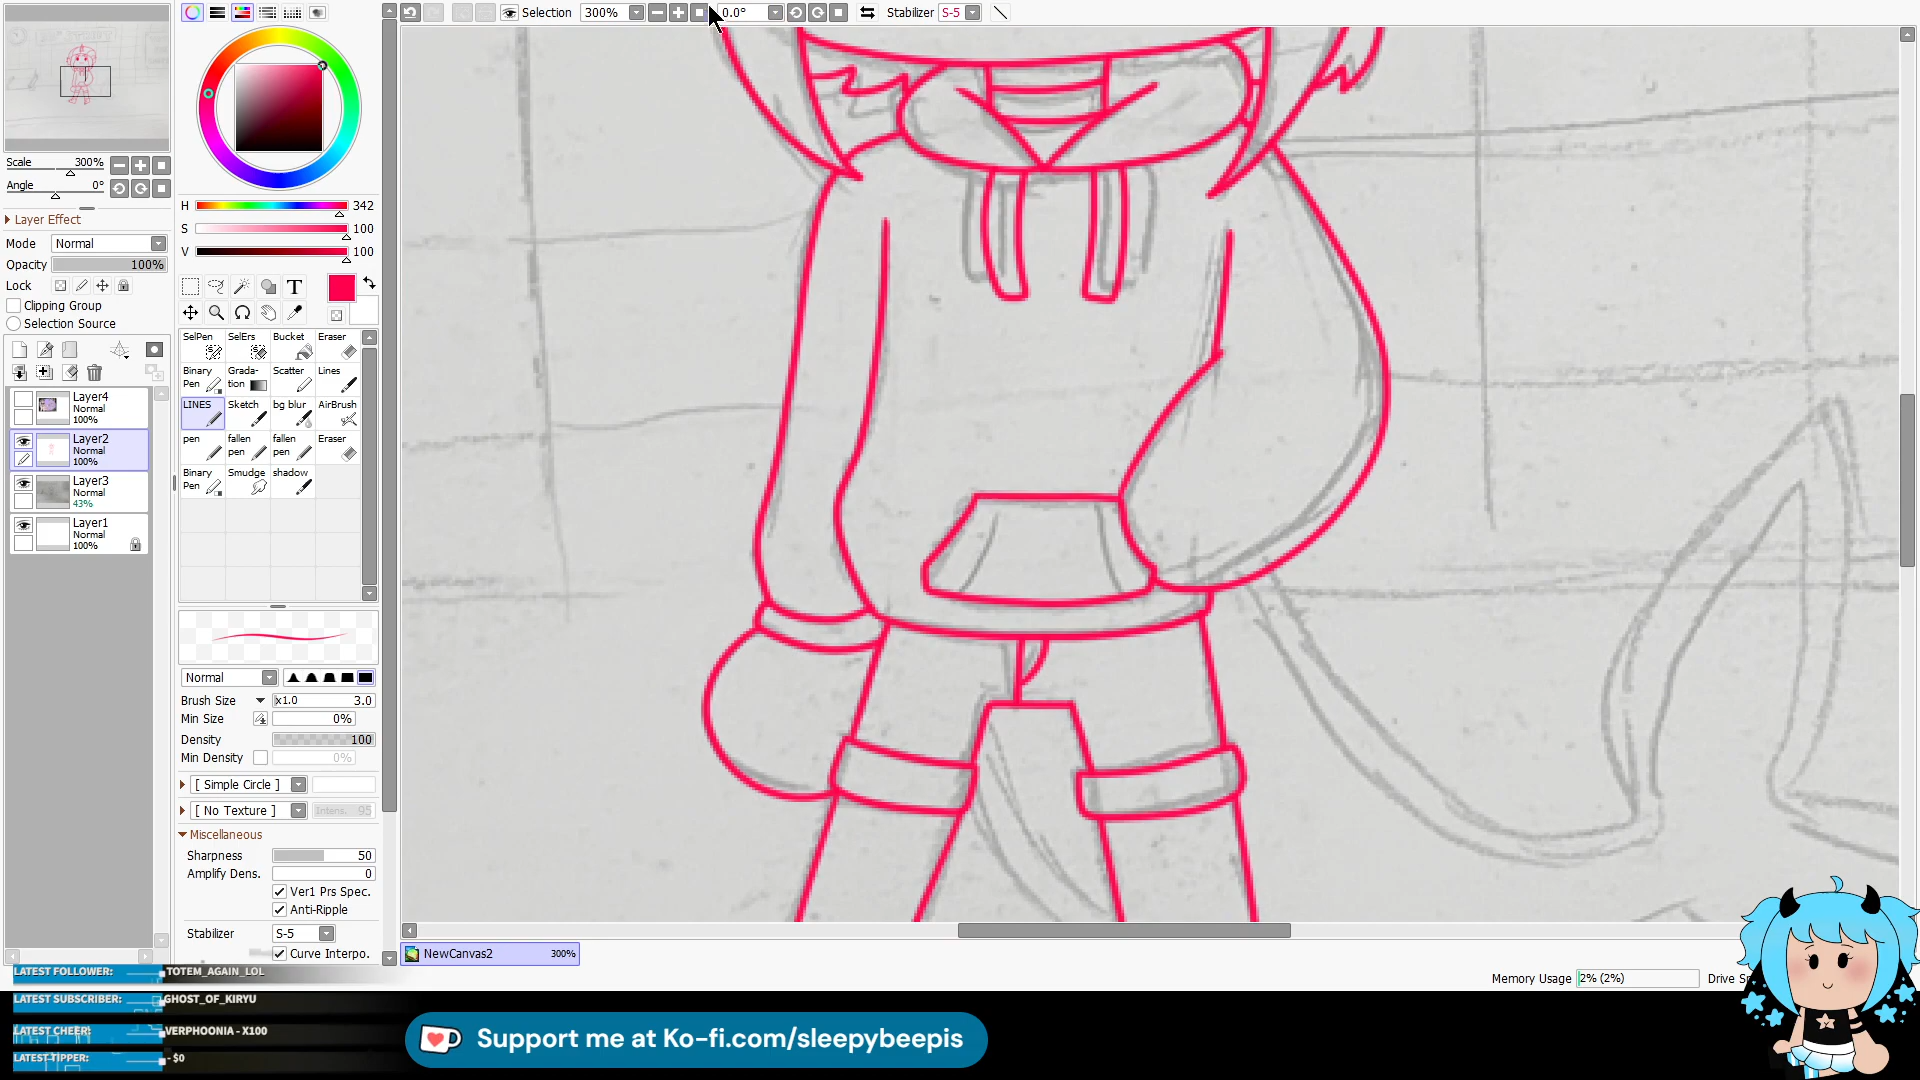 Selection 300% 0.0° Stabilizer S-5
Scale 300%
Angle 0°
Layer Effect
Mode Normal
Opacity 100%
Lock
Clipping Group
Selection Source
Layer4
Normal
100%
Layer2
Normal
100%
Layer3
Normal
43%
Layer1
Normal
100%
H 342
S 100
V 100
T
SelPen SelErs Bucket Eraser
Binary Pen Grada-tion Scatter Lines
LINES Sketch bg blur AirBrush
pen fallen pen fallen pen Eraser
Binary Pen Smudge shadow
Normal
Brush Size x1.0 3.0
Min Size 0%
Density 100
Min Density 0%
[ Simple Circle ]
[ No Texture ] Intens. 95
Miscellaneous
Sharpness 50
Amplify Dens. 0
Ver1 Prs Spec.
Anti-Ripple
Stabilizer S-5
Curve Interpo.
NewCanvas2 300%
Memory Usage 2% (2%) Drive
LATEST FOLLOWER: TOTEM_AGAIN_LOL
LATEST SUBSCRIBER: GHOST_OF_KIRYU
LATEST CHEER: VERPHOONIA - X100
LATEST TIPPER: - $0
Support me at Ko-fi.com/sleepybeepis